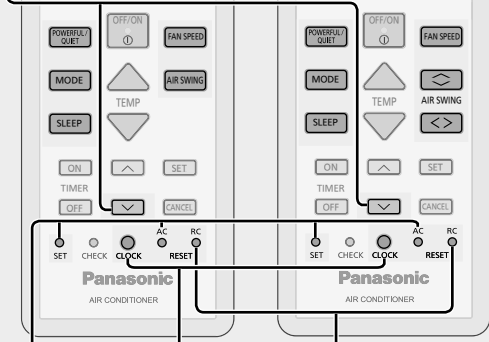 OFF/ON
POWERFUL/
QUIET
FAN SPEED
MODE
AIR SWING
TEMP
SLEEP
ON
SET
TIMER
OFF
CANCEL
AC
RC
SET
CHECK
CLOCK
RESET
Panasonic
AIR CONDITIONER
OFF/ON
POWERFUL/
QUIET
FAN SPEED
MODE
TEMP
AIR SWING
SLEEP
ON
SET
TIMER
OFF
CANCEL
AC
RC
SET
CHECK
CLOCK
RESET
Panasonic
AIR CONDITIONER